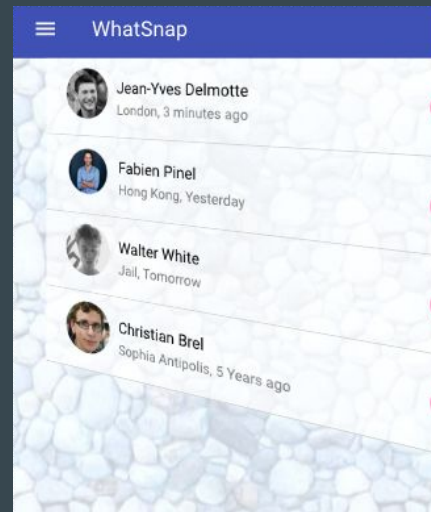 WhatSnap
Jean-Yves Delmotte
London, 3 minutes ago
Fabien Pinel
Hong Kong, Yesterday
Walter White
Jail, Tomorrow
Christian Brel
Sophia Antipolis, 5 Years ago